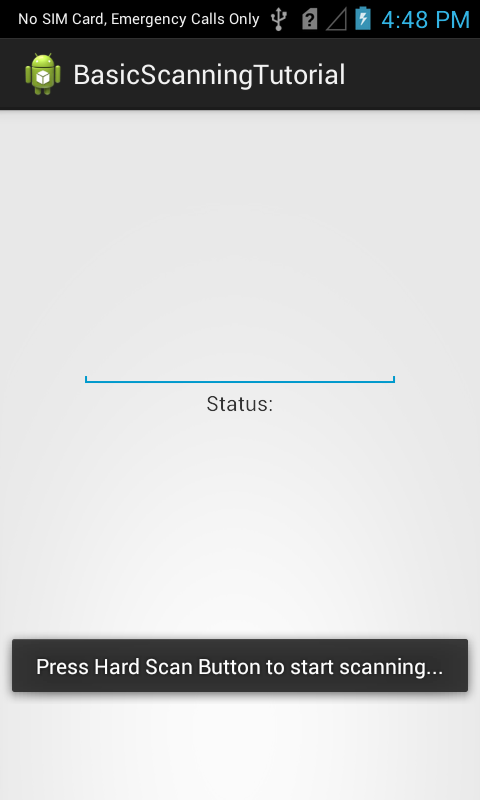 No SIM Card, Emergency Calls Only 4:48 PM
BasicScanningTutorial
Status:
Press Hard Scan Button to start scanning...